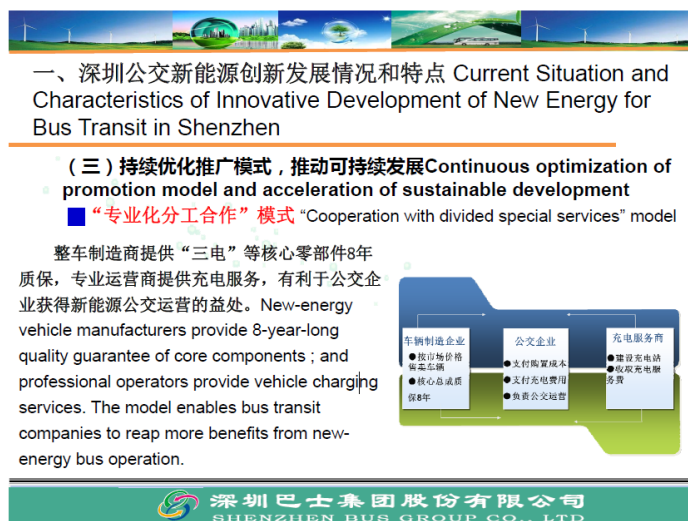 一、深圳公交新能源创新发展情况和特点 Current Situation and
Characteristics of Innovative Development of New Energy for
Bus Transit in Shenzhen
（三）持续优化推广模式，推动可持续发展Continuous optimization of
promotion model and acceleration of sustainable development
“专业化分工合作”模式 “Cooperation with divided special services” model
整车制造商提供“三电”等核心零部件8年
质保，专业运营商提供充电服务，有利于公交企
业获得新能源公交运营的益处。New-energy
vehicle manufacturers provide 8-year-long
quality guarantee of core components ; and
professional operators provide vehicle charging
services. The model enables bus transit
companies to reap more benefits from new-
energy bus operation.
车辆制造企业
●按市场价格
售卖车辆
●核心总成质
保8年
公交企业
●支付购置成本
●支付充电费用
●负责公交运营
充电服务商
●建设充电站
●收取充电服
务费
深圳巴士集团股份有限公司
SHENZHEN BUS GROUP CO., LTD